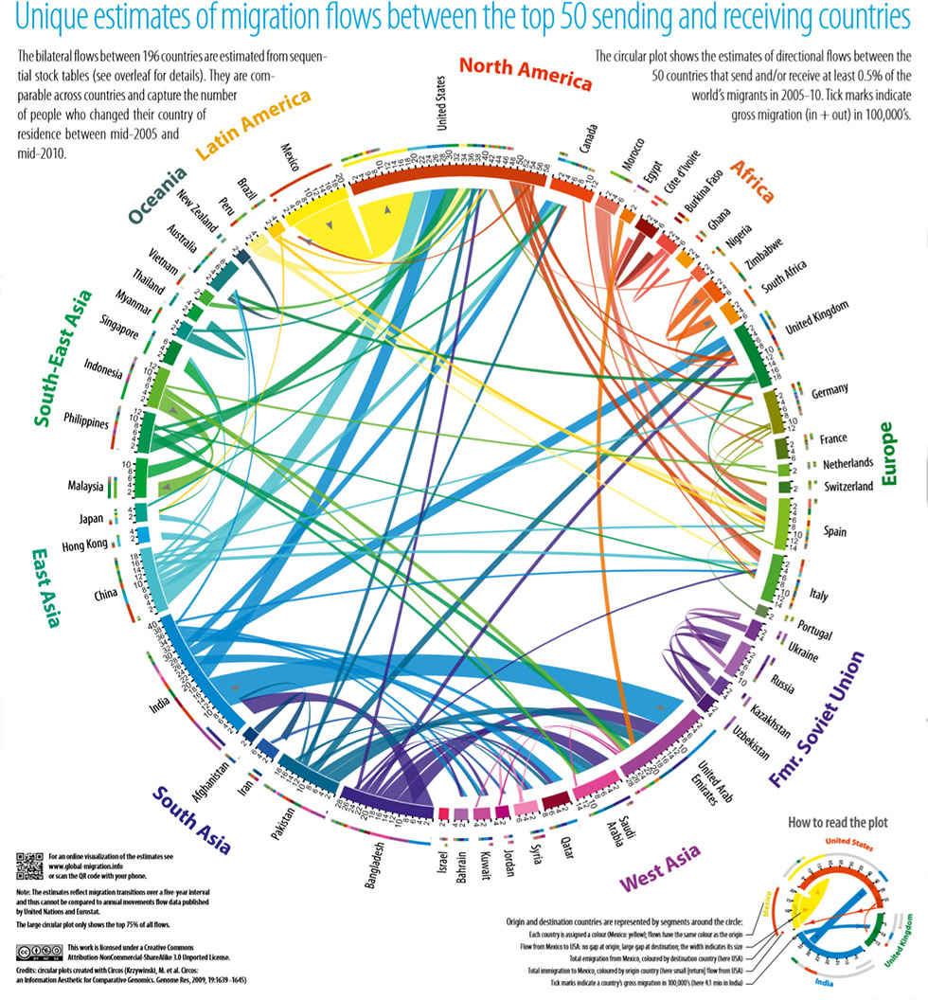 Unique estimates of migration flows between the top 50 sending and receiving countries
The bilateral flows between 196 countries are estimated from sequen-
tial stock tables (see overleaf for details). They are com-
parable across countries and capture the number
of people who changed their country of
residence between mid-2005 and
mid-2010.
The circular plot shows the estimates of directional flows between the
50 countries that send and/or receive at least 0.5% of the
world's migrants in 2005-10. Tick marks indicate
gross migration (in + out) in 100,000's.
North America
United States
Canada
Africa
Morocco
Egypt
Côte d'Ivoire
Burkina Faso
Ghana
Nigeria
Zimbabwe
South Africa
Europe
United Kingdom
Germany
France
Netherlands
Switzerland
Spain
Italy
Portugal
Fmr. Soviet Union
Ukraine
Russia
Kazakhstan
Uzbekistan
West Asia
United Arab
Emirates
Saudi
Arabia
Qatar
Syria
Jordan
Kuwait
Bahrain
Israel
South Asia
Bangladesh
Pakistan
Iran
Afghanistan
India
East Asia
China
Hong Kong
Japan
South-East Asia
Malaysia
Philippines
Indonesia
Singapore
Myanmar
Thailand
Vietnam
Oceania
Australia
New Zealand
Latin America
Peru
Brazil
Mexico
For an online visualization of the estimates see
www.global-migration.info
or scan the QR code with your phone.
Note: The estimates reflect migration transitions over a five-year interval
and thus cannot be compared to annual movements flow data published
by United Nations and Eurostat.
The large circular plot only shows the top 75% of all flows.
This work is licensed under a Creative Commons
Attribution-NonCommercial-ShareAlike 3.0 Unported License.
Credits: circular plots created with Circos (Krzywinski, M. et al. Circos:
an Information Aesthetic for Comparative Genomics. Genome Res, 2009, 19:1639-1645)
How to read the plot
United States
Mexico
United Kingdom
India
Origin and destination countries are represented by segments around the circle:
Each country is assigned a colour (Mexico: yellow); flows have the same colour as the origin
Flow from Mexico to USA: no gap at origin, large gap at destination; the width indicates its size
Total emigration from Mexico, coloured by destination country (here USA)
Total immigration to Mexico, coloured by origin country (here small [return] flow from USA)
Tick marks indicate a country's gross migration in 100,000's (here 4.1 mio in India)